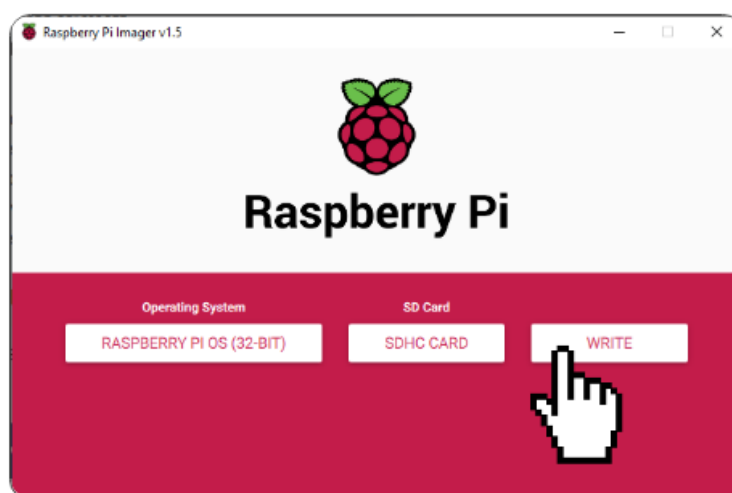 Raspberry Pi Imager v1.5
Raspberry Pi
Operating System
SD Card
RASPBERRY PI OS (32-BIT)
SDHC CARD
WRITE